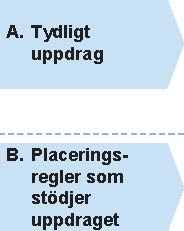 A. Tydligt
uppdrag
B. Placerings-
regler som
stödjer
uppdraget